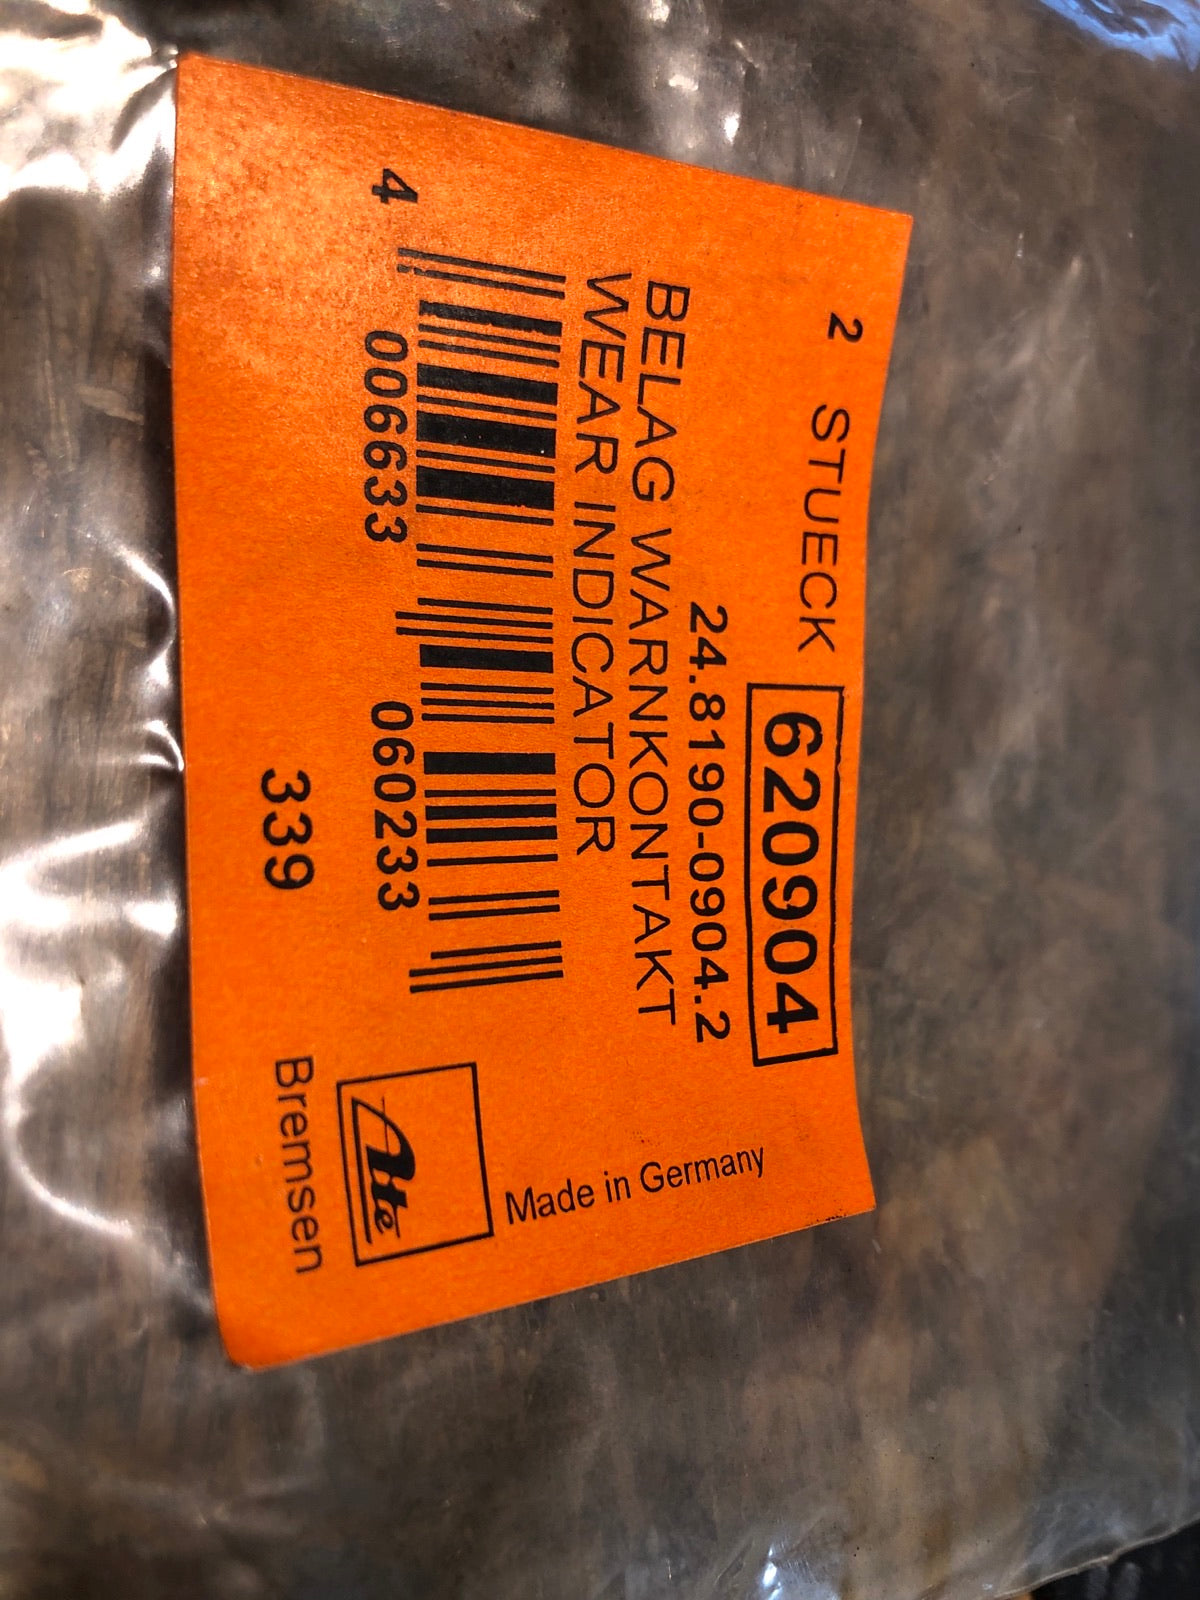 2 STUECK 620904
24.8190-0904.2
BELAG WARNKONTAKT
WEAR INDICATOR
4 006633 060233
339
Made in Germany
Ate
Bremsen